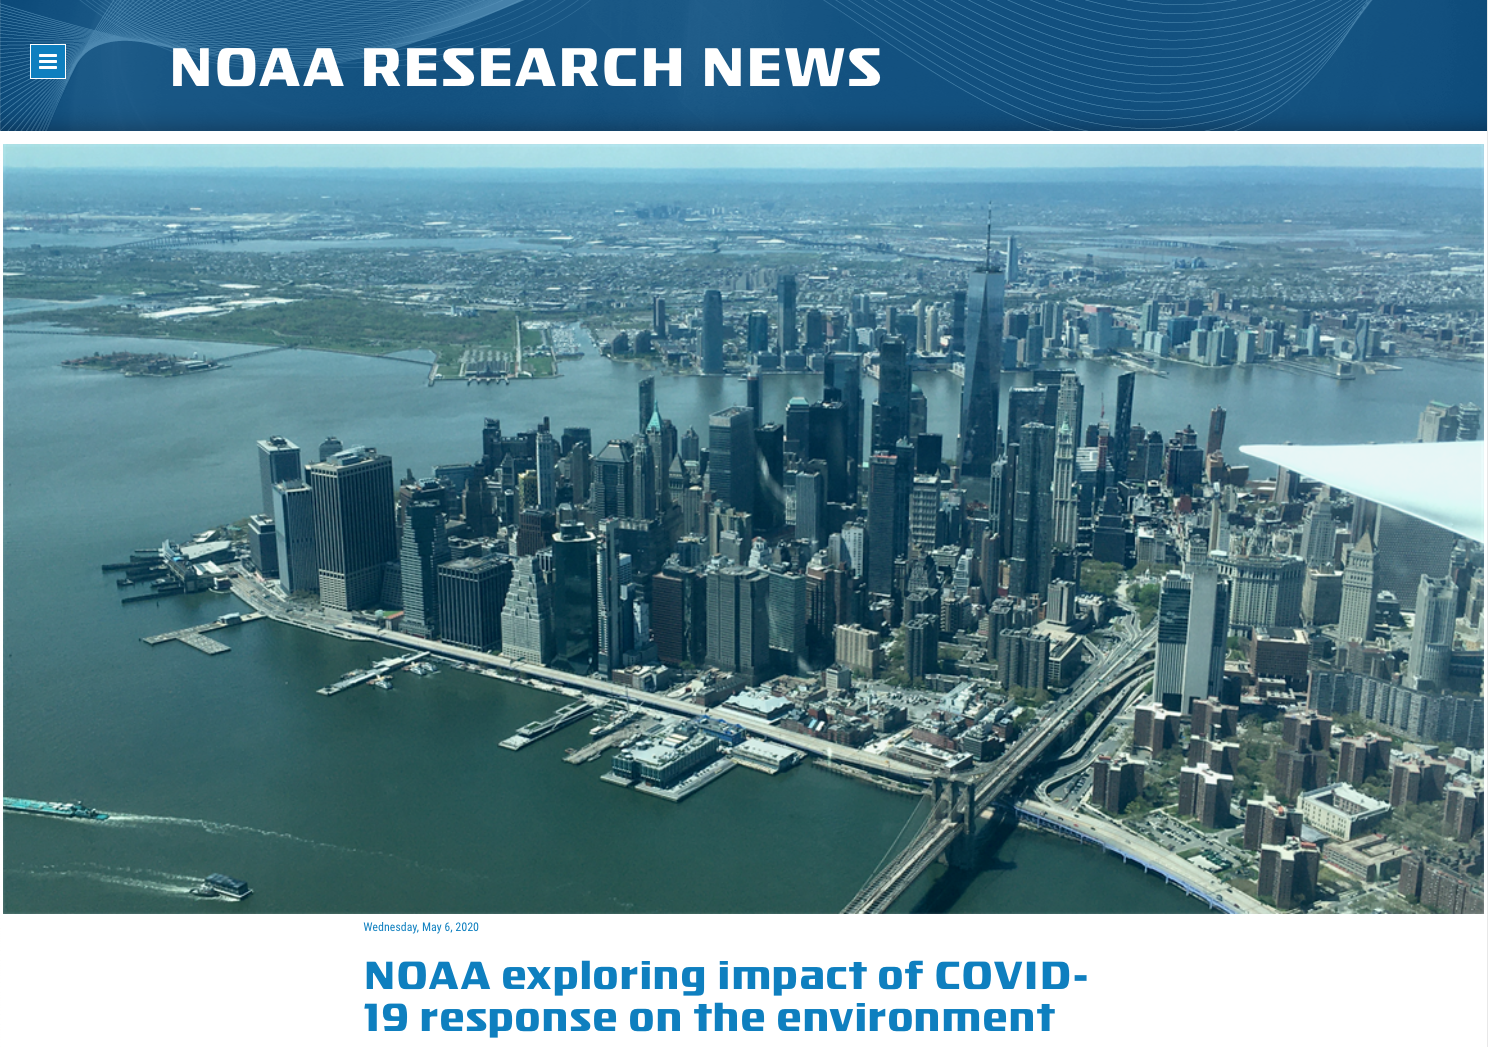 NOAA RESEARCH NEWS
Wednesday, May 6, 2020
NOAA exploring impact of COVID-
19 response on the environment